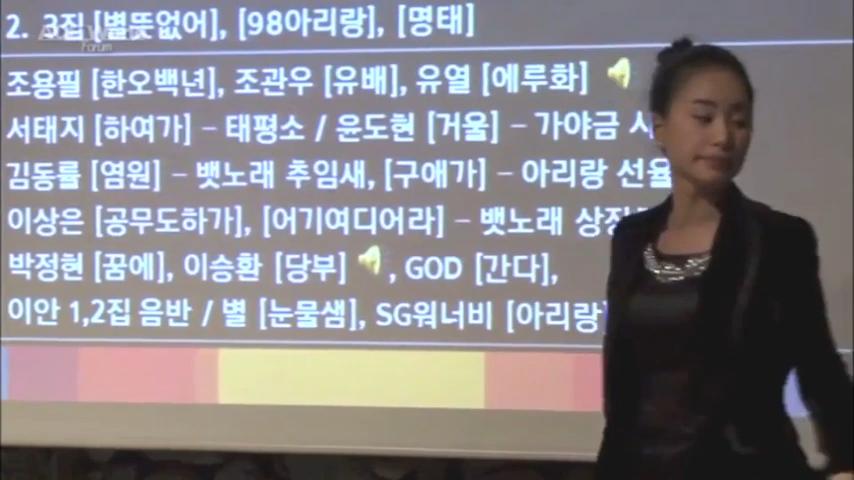 2. 3집 [별뜻없어], [98아리랑], [명태]
Forum
조용필 [한오백년], 조관우 [유배], 유열 [에루화]
서태지 [하여가] – 태평소 / 윤도현 [거울] – 가야금
김동률 [염원] – 뱃노래 추임새, [구애가] – 아리랑 선율
이상은 [공무도하가], [어기여디어라] – 뱃노래
박정현 [꿈에], 이승환 [당부] , GOD [간다],
이안 1,2집 음반 / 별 [눈물샘], SG워너비 [아리랑]